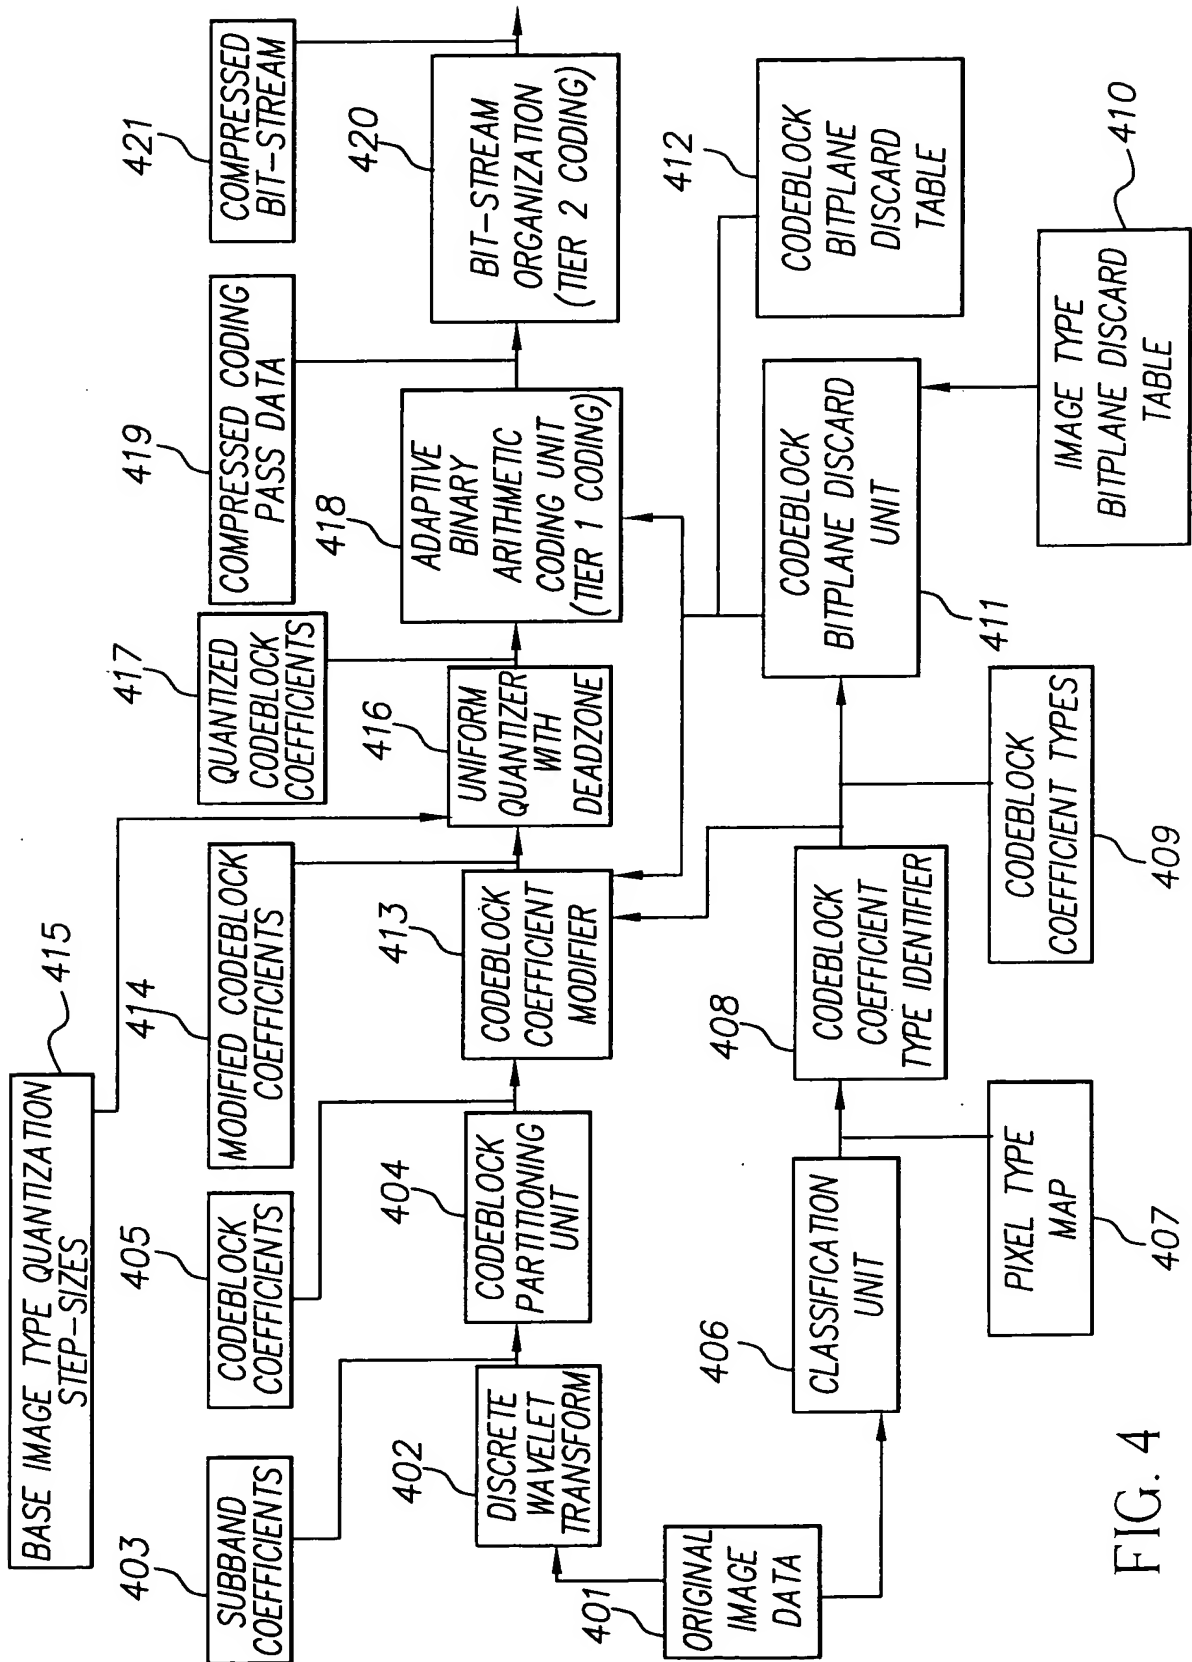 BASE IMAGE TYPE QUANTIZATION
STEP-SIZES
415
403
SUBBAND
COEFFICIENTS
405
CODEBLOCK
COEFFICIENTS
414
MODIFIED CODEBLOCK
COEFFICIENTS
417
QUANTIZED
CODEBLOCK
COEFFICIENTS
419
COMPRESSED CODING
PASS DATA
421
COMPRESSED
BIT-STREAM
402
DISCRETE
WAVELET
TRANSFORM
404
CODEBLOCK
PARTITIONING
UNIT
413
CODEBLOCK
COEFFICIENT
MODIFIER
416
UNIFORM
QUANTIZER
WITH
DEADZONE
418
ADAPTIVE
BINARY
ARITHMETIC
CODING UNIT
(TIER 1 CODING)
420
BIT-STREAM
ORGANIZATION
(TIER 2 CODING)
401
ORIGINAL
IMAGE
DATA
406
CLASSIFICATION
UNIT
408
CODEBLOCK
COEFFICIENT
TYPE IDENTIFIER
CODEBLOCK
BITPLANE DISCARD
UNIT
411
412
CODEBLOCK
BITPLANE
DISCARD
TABLE
PIXEL TYPE
MAP
407
CODEBLOCK
COEFFICIENT TYPES
409
IMAGE TYPE
BITPLANE DISCARD
TABLE
410
FIG. 4